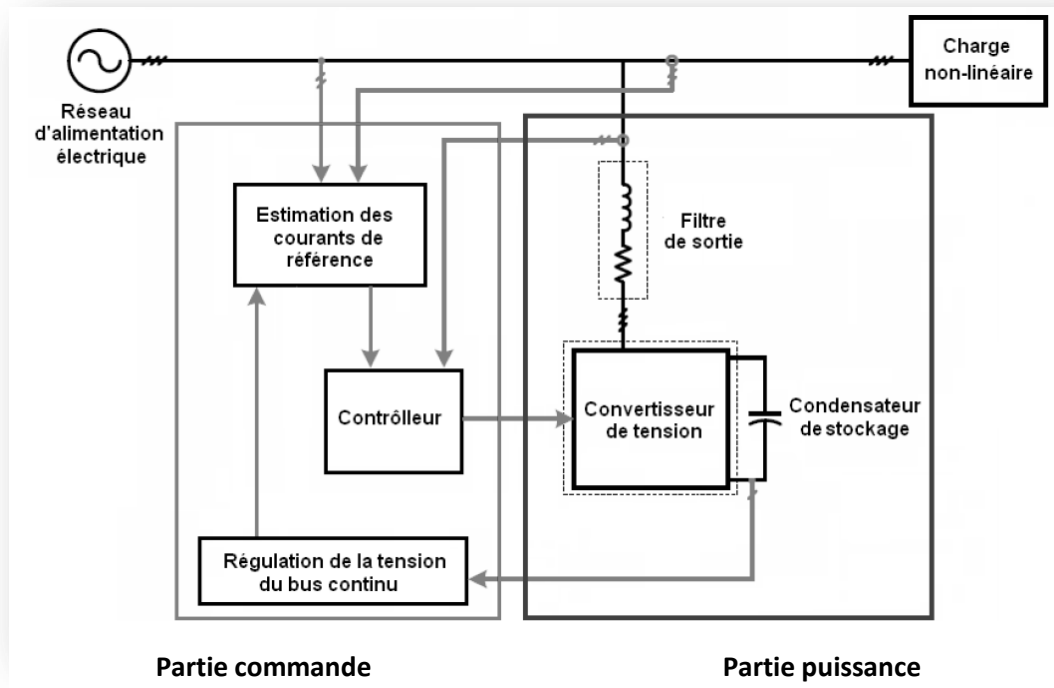 Charge
non-linéaire
Réseau
d'alimentation
électrique
Estimation des
courants de
référence
Filtre
de sortie
Contrôlleur
Convertisseur
de tension
Condensateur
de stockage
Régulation de la tension
du bus continu
Partie commande
Partie puissance